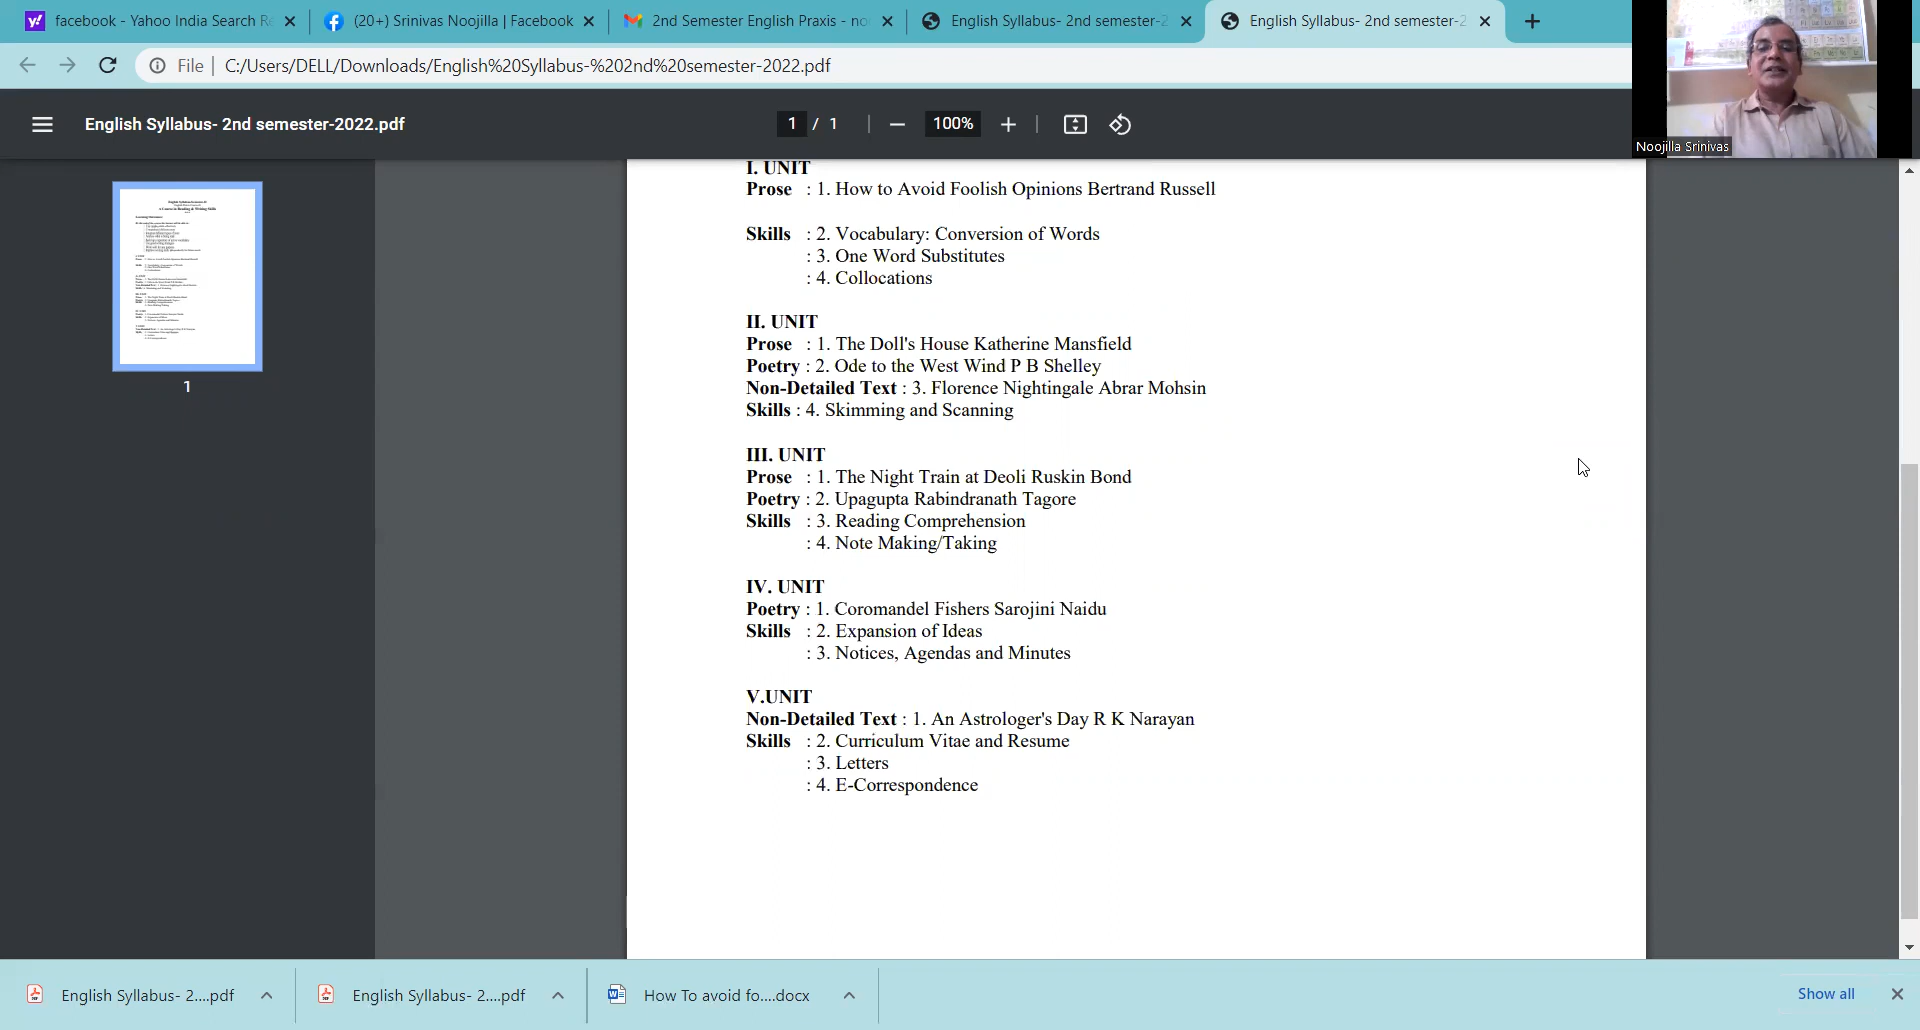 facebook - Yahoo India Search Re
(20+) Srinivas Noojilla | Facebook
2nd Semester English Praxis - no
English Syllabus- 2nd semester-2
English Syllabus- 2nd semester-2
File | C:/Users/DELL/Downloads/English%20Syllabus-%202nd%20semester-2022.pdf
English Syllabus- 2nd semester-2022.pdf
1 / 1
100%
Noojilla Srinivas
1
I. UNIT
Prose : 1. How to Avoid Foolish Opinions Bertrand Russell
Skills : 2. Vocabulary: Conversion of Words
: 3. One Word Substitutes
: 4. Collocations
II. UNIT
Prose : 1. The Doll's House Katherine Mansfield
Poetry : 2. Ode to the West Wind P B Shelley
Non-Detailed Text : 3. Florence Nightingale Abrar Mohsin
Skills : 4. Skimming and Scanning
III. UNIT
Prose : 1. The Night Train at Deoli Ruskin Bond
Poetry : 2. Upagupta Rabindranath Tagore
Skills : 3. Reading Comprehension
: 4. Note Making/Taking
IV. UNIT
Poetry : 1. Coromandel Fishers Sarojini Naidu
Skills : 2. Expansion of Ideas
: 3. Notices, Agendas and Minutes
V.UNIT
Non-Detailed Text : 1. An Astrologer's Day R K Narayan
Skills : 2. Curriculum Vitae and Resume
: 3. Letters
: 4. E-Correspondence
English Syllabus- 2....pdf
English Syllabus- 2....pdf
How To avoid fo....docx
Show all